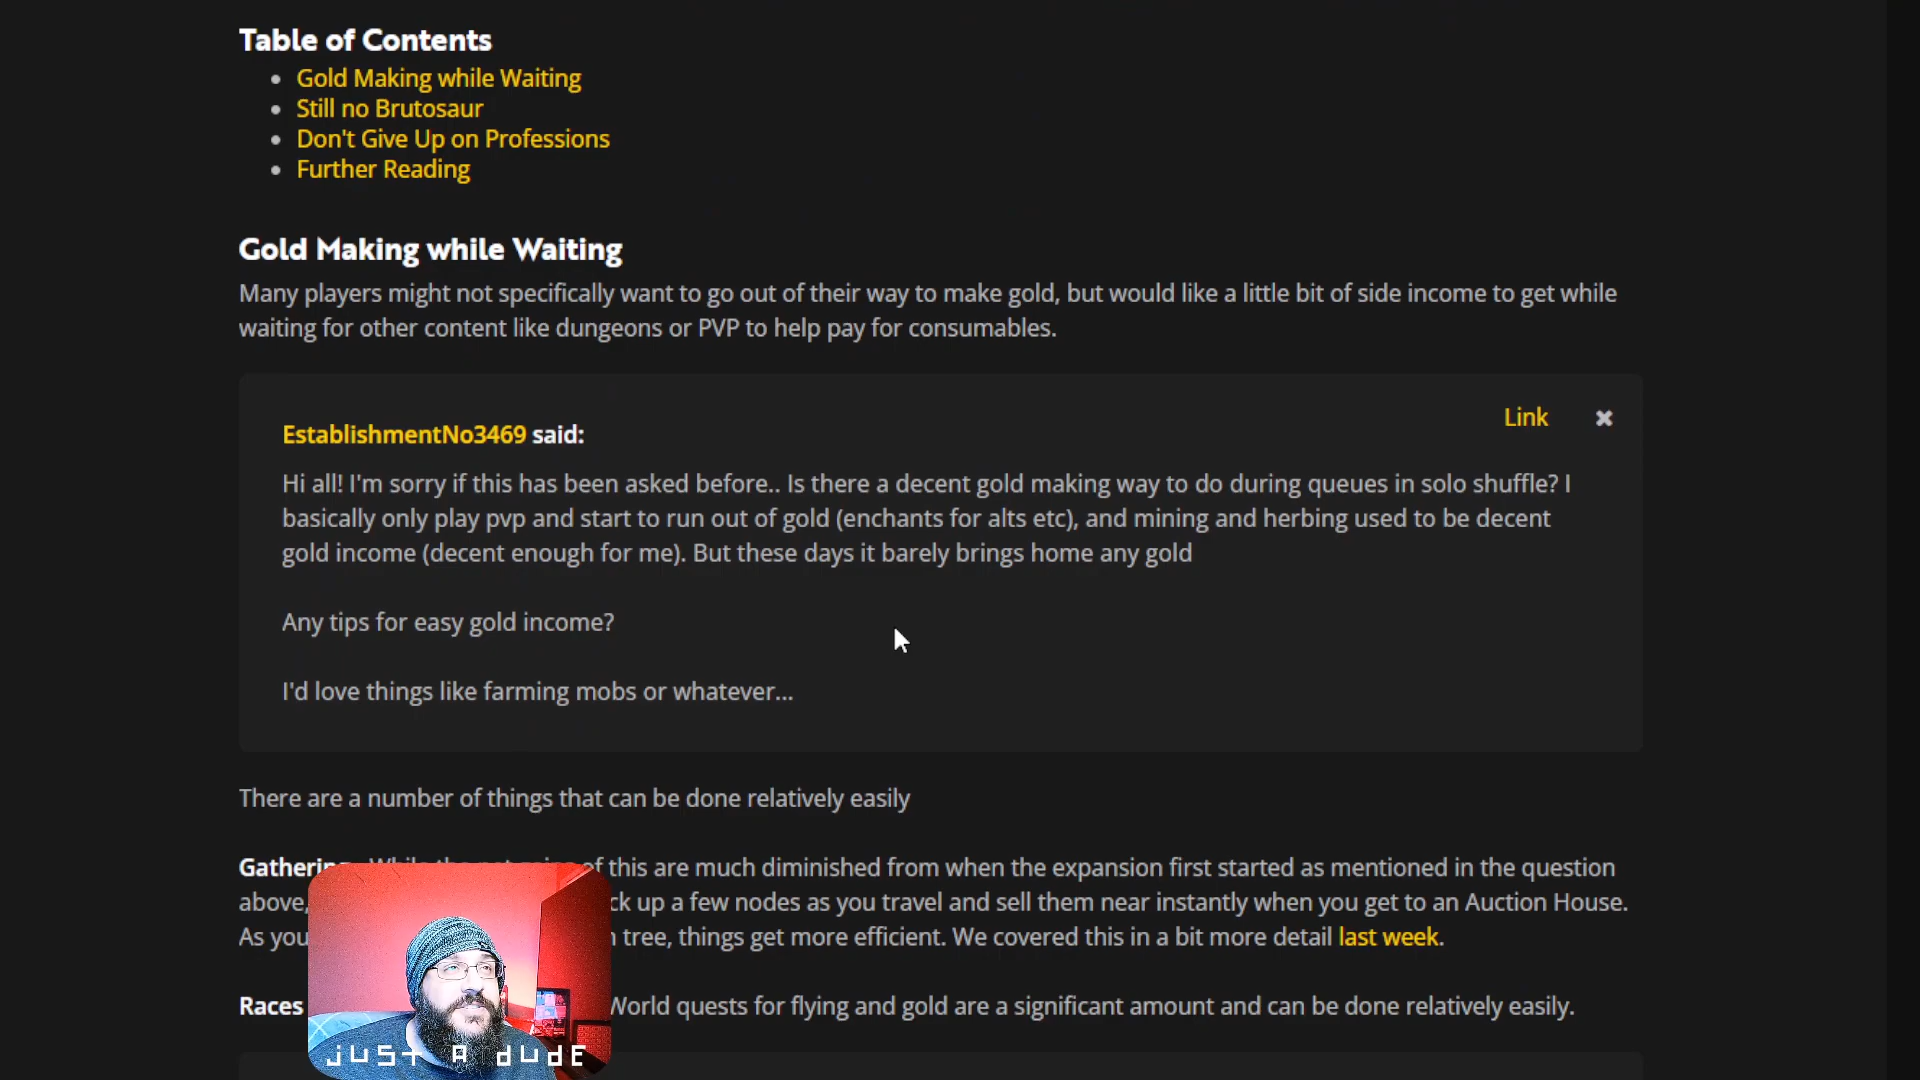 Table of Contents
Gold Making while Waiting
Still no Brutosaur
Don't Give Up on Professions
Further Reading
Gold Making while Waiting
Many players might not specifically want to go out of their way to make gold, but would like a little bit of side income to get while
waiting for other content like dungeons or PVP to help pay for consumables.
Link
EstablishmentNo3469 said:
Hi all! I'm sorry if this has been asked before.. Is there a decent gold making way to do during queues in solo shuffle? I
basically only play pvp and start to run out of gold (enchants for alts etc), and mining and herbing used to be decent
gold income (decent enough for me). But these days it barely brings home any gold
Any tips for easy gold income?
I'd love things like farming mobs or whatever...
There are a number of things that can be done relatively easily
of this are much diminished from when the expansion first started as mentioned in the question
above, up a few nodes as you travel and sell them near instantly when you get to an Auction House.
As you tree, things get more efficient. We covered this in a bit more detail last week.
Races World quests for flying and gold are a significant amount and can be done relatively easily.
JUST A DUDE